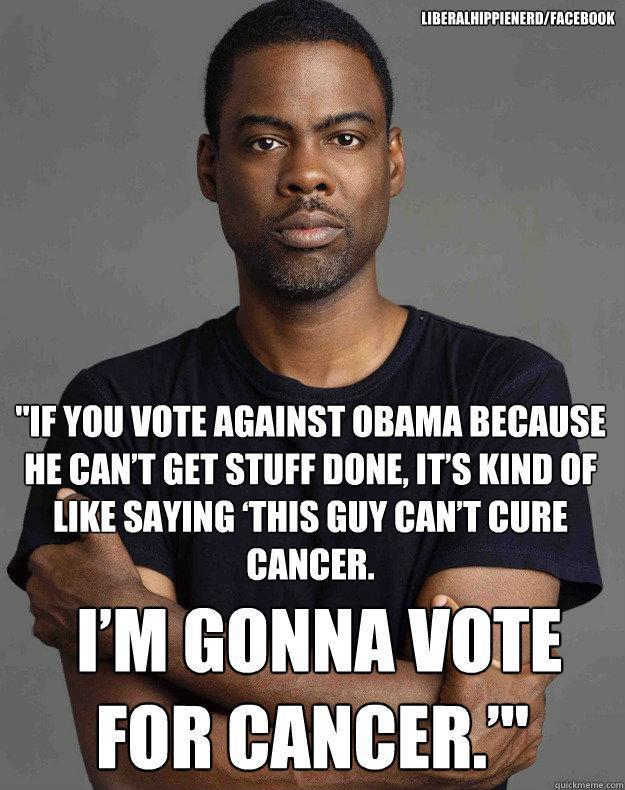 LIBERALHIPPIENERD/FACEBOOK
"IF YOU VOTE AGAINST OBAMA BECAUSE
HE CAN’T GET STUFF DONE, IT’S KIND OF
LIKE SAYING ‘THIS GUY CAN’T CURE
CANCER.
I’M GONNA VOTE
FOR CANCER.’"'
quickmeme.com